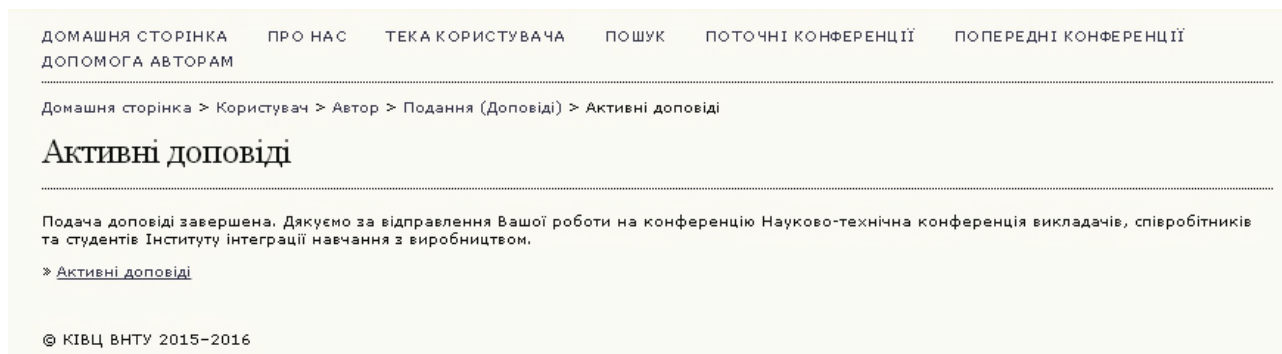 ДОМАШНЯ СТОРІНКА ПРО НАС ТЕКА КОРИСТУВАЧА ПОШУК ПОТОЧНІ КОНФЕРЕНЦІЇ ПОПЕРЕДНІ КОНФЕРЕНЦІЇ
ДОПОМОГА АВТОРАМ
Домашня сторінка > Користувач > Автор > Подання (Доповіді) > Активні доповіді
Активні доповіді
Подача доповіді завершена. Дякуємо за відправлення Вашої роботи на конференцію Науково-технічна конференція викладачів, співробітників
та студентів Інституту інтеграції навчання з виробництвом.
» Активні доповіді
© КІВЦ ВНТУ 2015-2016